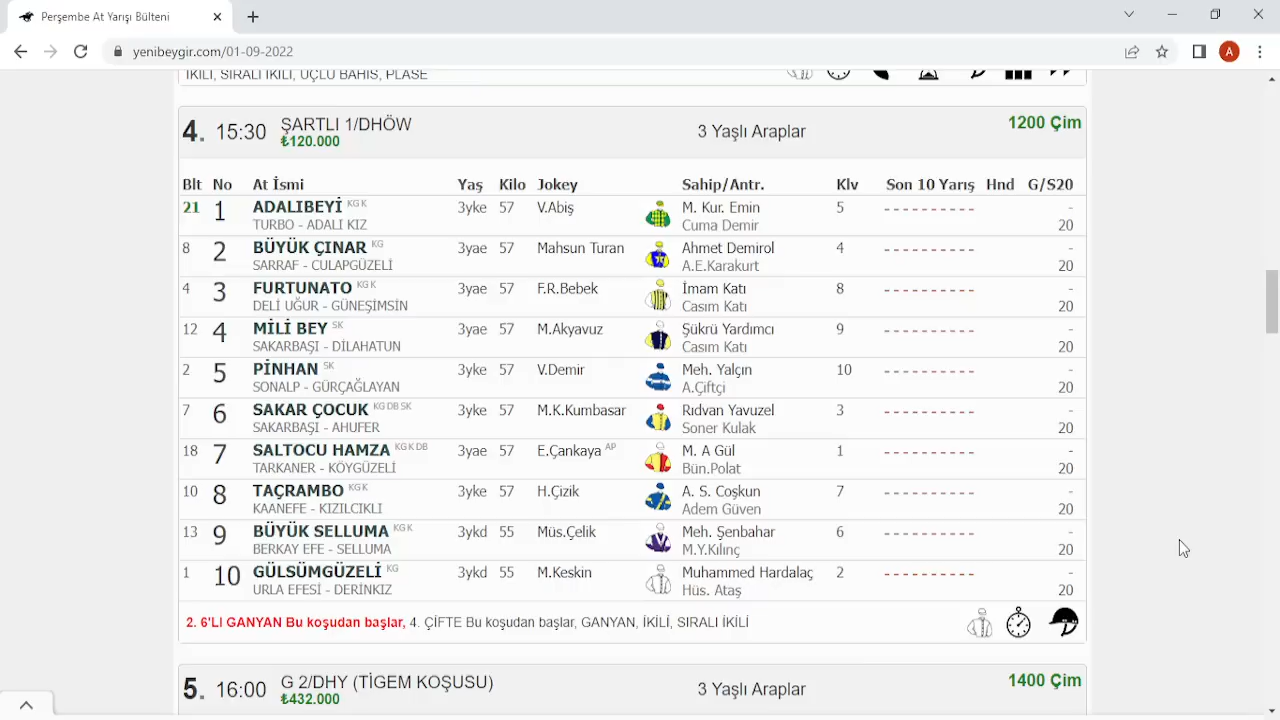 Perşembe At Yarışı Bülteni
yenibeygir.com/01-09-2022
A
İKİLİ, SIRALI İKİLİ, ÜÇLÜ BAHİS, PLASE
4. 15:30 ŞARTLI 1/DHÖW 3 Yaşlı Araplar 1200 Çim
₺120.000
Blt No At İsmi Yaş Kilo Jokey Sahip/Antr. Klv Son 10 Yarış Hnd G/S20
21 1 ADALIBEYİ KG K 3yke 57 V.Abiş M. Kur. Emin 5 - - - - - - - - - - -
TURBO - ADALI KIZ Cuma Demir 20
8 2 BÜYÜK ÇINAR KG 3yae 57 Mahsun Turan Ahmet Demirol 4 - - - - - - - - - - -
SARRAF - CULAPGÜZELİ A.E.Karakurt 20
4 3 FURTUNATO KG K 3yae 57 F.R.Bebek İmam Katı 8 - - - - - - - - - - -
DELİ UĞUR - GÜNEŞİMSİN Casım Katı 20
12 4 MİLİ BEY SK 3yae 57 M.Akyavuz Şükrü Yardımcı 9 - - - - - - - - - - -
SAKARBAŞI - DİLAHATUN Casım Katı 20
2 5 PİNHAN SK 3yke 57 V.Demir Meh. Yalçın 10 - - - - - - - - - - -
SONALP - GÜRÇAĞLAYAN A.Çiftçi 20
7 6 SAKAR ÇOCUK KG DB SK 3yke 57 M.K.Kumbasar Rıdvan Yavuzel 3 - - - - - - - - - - -
SAKARBAŞI - AHUFER Soner Kulak 20
18 7 SALTOCU HAMZA KG K DB 3yae 57 E.Çankaya AP M. A Gül 1 - - - - - - - - - - -
TARKANER - KÖYGÜZELİ Bün.Polat 20
10 8 TAÇRAMBO KG K 3yke 57 H.Çizik A. S. Coşkun 7 - - - - - - - - - - -
KAANEFE - KIZILCIKLI Adem Güven 20
13 9 BÜYÜK SELLUMA KG K 3ykd 55 Müs.Çelik Meh. Şenbahar 6 - - - - - - - - - - -
BERKAY EFE - SELLUMA M.Y.Kılınç 20
1 10 GÜLSÜMGÜZELİ KG 3ykd 55 M.Keskin Muhammed Hardalaç 2 - - - - - - - - - - -
URLA EFESİ - DERİNKIZ Hüs. Ataş 20
2. 6'LI GANYAN Bu koşudan başlar, 4. ÇİFTE Bu koşudan başlar, GANYAN, İKİLİ, SIRALI İKİLİ
5. 16:00 G 2/DHY (TİGEM KOŞUSU) 3 Yaşlı Araplar 1400 Çim
₺432.000